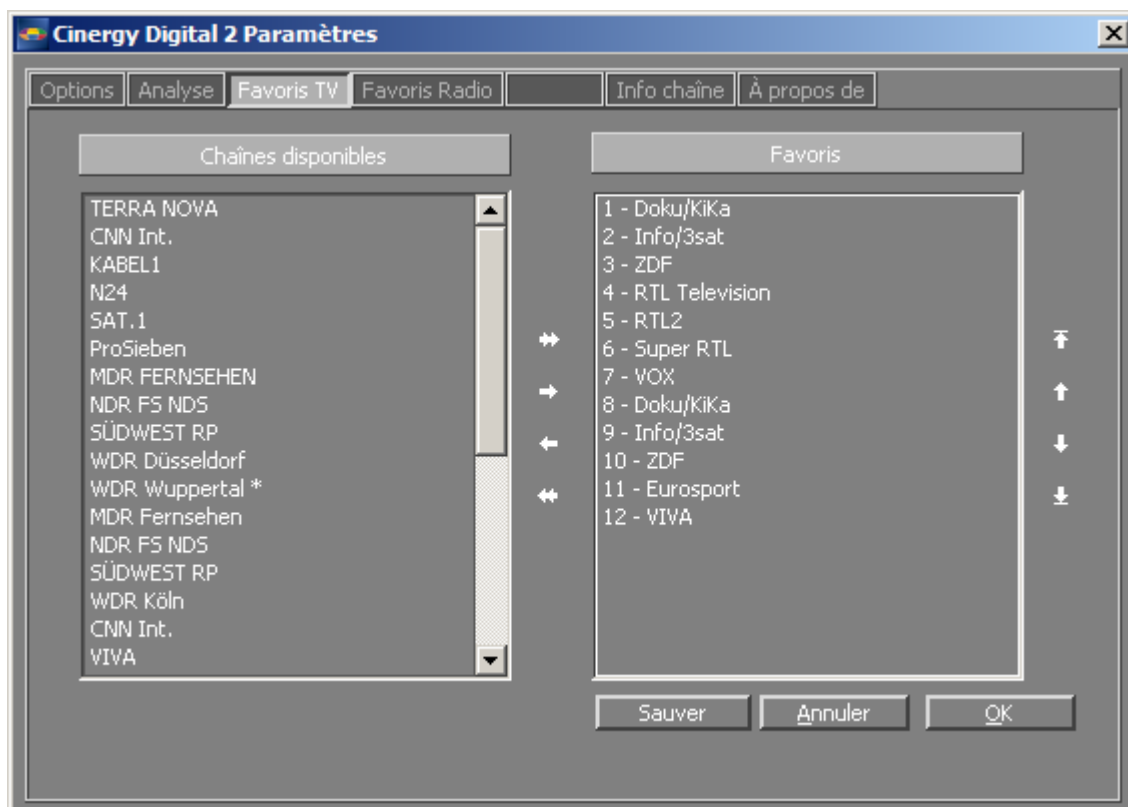 Cinergy Digital 2 Paramètres
Options Analyse Favoris TV Favoris Radio Info chaîne À propos de
Chaînes disponibles
TERRA NOVA
CNN Int.
KABEL1
N24
SAT.1
ProSieben
MDR FERNSEHEN
NDR FS NDS
SÜDWEST RP
WDR Düsseldorf
WDR Wuppertal *
MDR Fernsehen
NDR FS NDS
SÜDWEST RP
WDR Köln
CNN Int.
VIVA
Favoris
1 - Doku/KiKa
2 - Info/3sat
3 - ZDF
4 - RTL Television
5 - RTL2
6 - Super RTL
7 - VOX
8 - Doku/KiKa
9 - Info/3sat
10 - ZDF
11 - Eurosport
12 - VIVA
Sauver Annuler OK